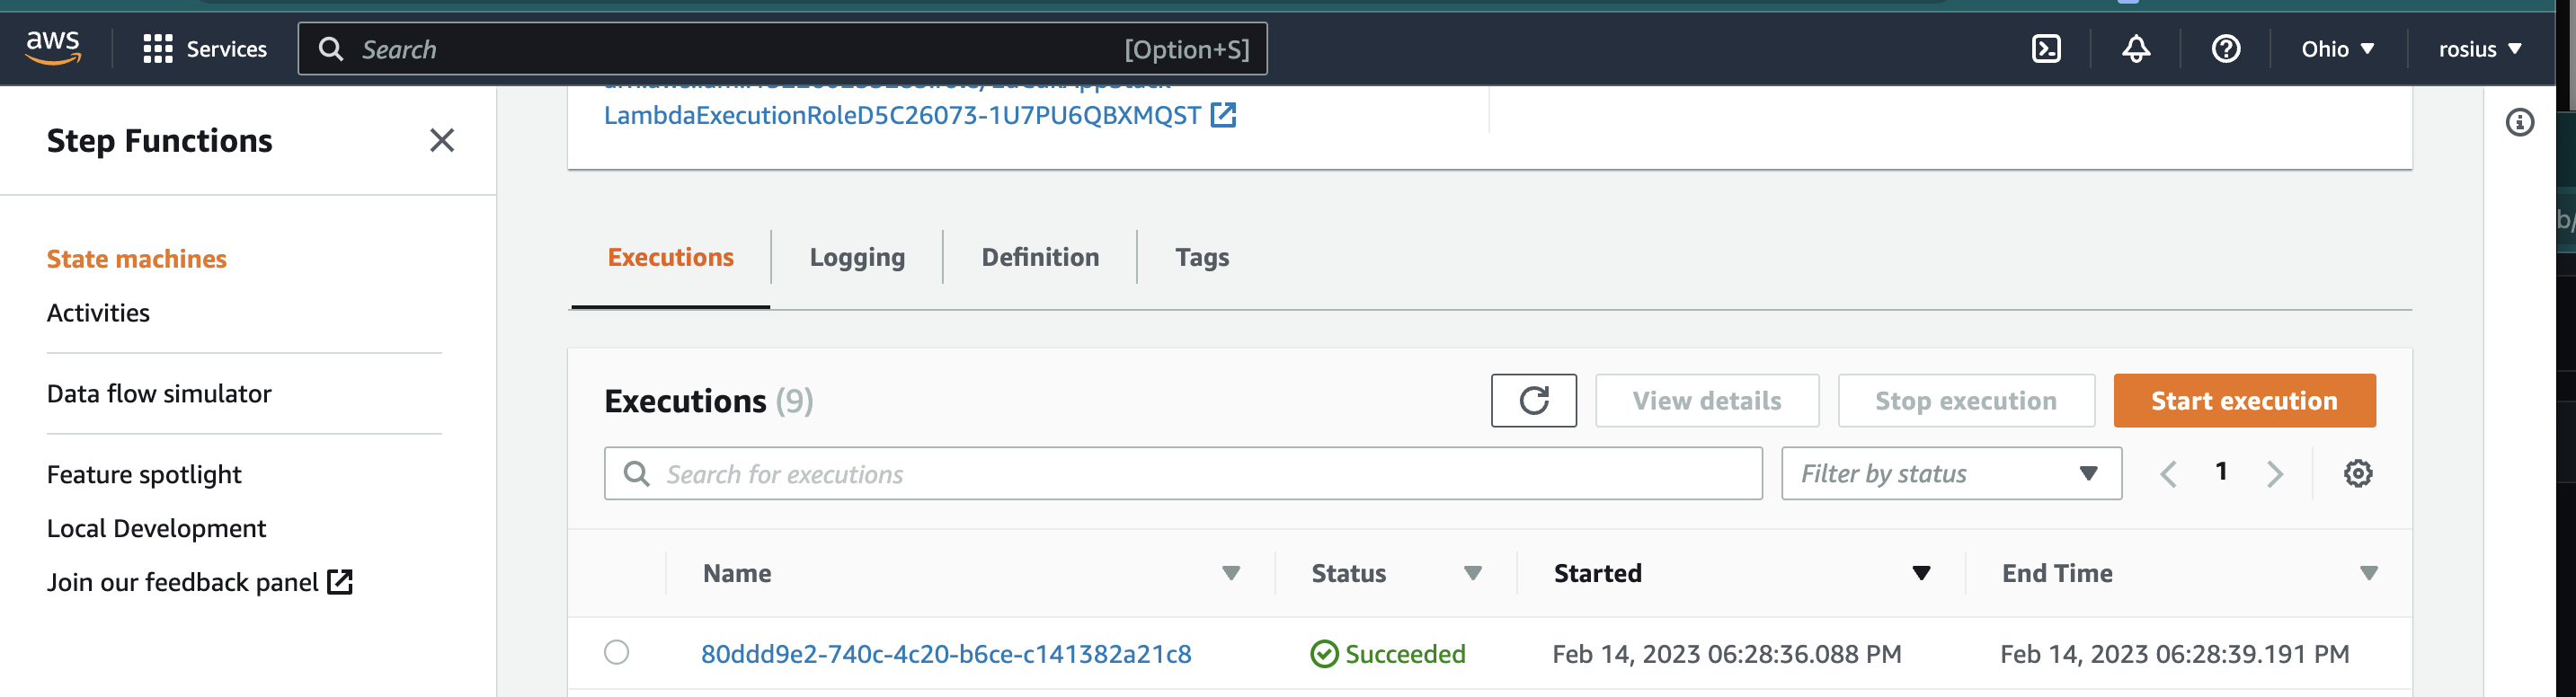 aws
Services
Search
[Option+S]
Ohio
rosius
Step Functions
State machines
Activities
Data flow simulator
Feature spotlight
Local Development
Join our feedback panel
LambdaExecutionRoleD5C26073-1U7PU6QBXMQST
Executions
Logging
Definition
Tags
Executions (9)
View details
Stop execution
Start execution
Search for executions
Filter by status
1
Name
Status
Started
End Time
80ddd9e2-740c-4c20-b6ce-c141382a21c8
Succeeded
Feb 14, 2023 06:28:36.088 PM
Feb 14, 2023 06:28:39.191 PM